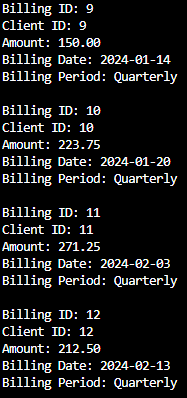 Billing ID: 9
Client ID: 9
Amount: 150.00
Billing Date: 2024-01-14
Billing Period: Quarterly

Billing ID: 10
Client ID: 10
Amount: 223.75
Billing Date: 2024-01-20
Billing Period: Quarterly

Billing ID: 11
Client ID: 11
Amount: 271.25
Billing Date: 2024-02-03
Billing Period: Quarterly

Billing ID: 12
Client ID: 12
Amount: 212.50
Billing Date: 2024-02-13
Billing Period: Quarterly